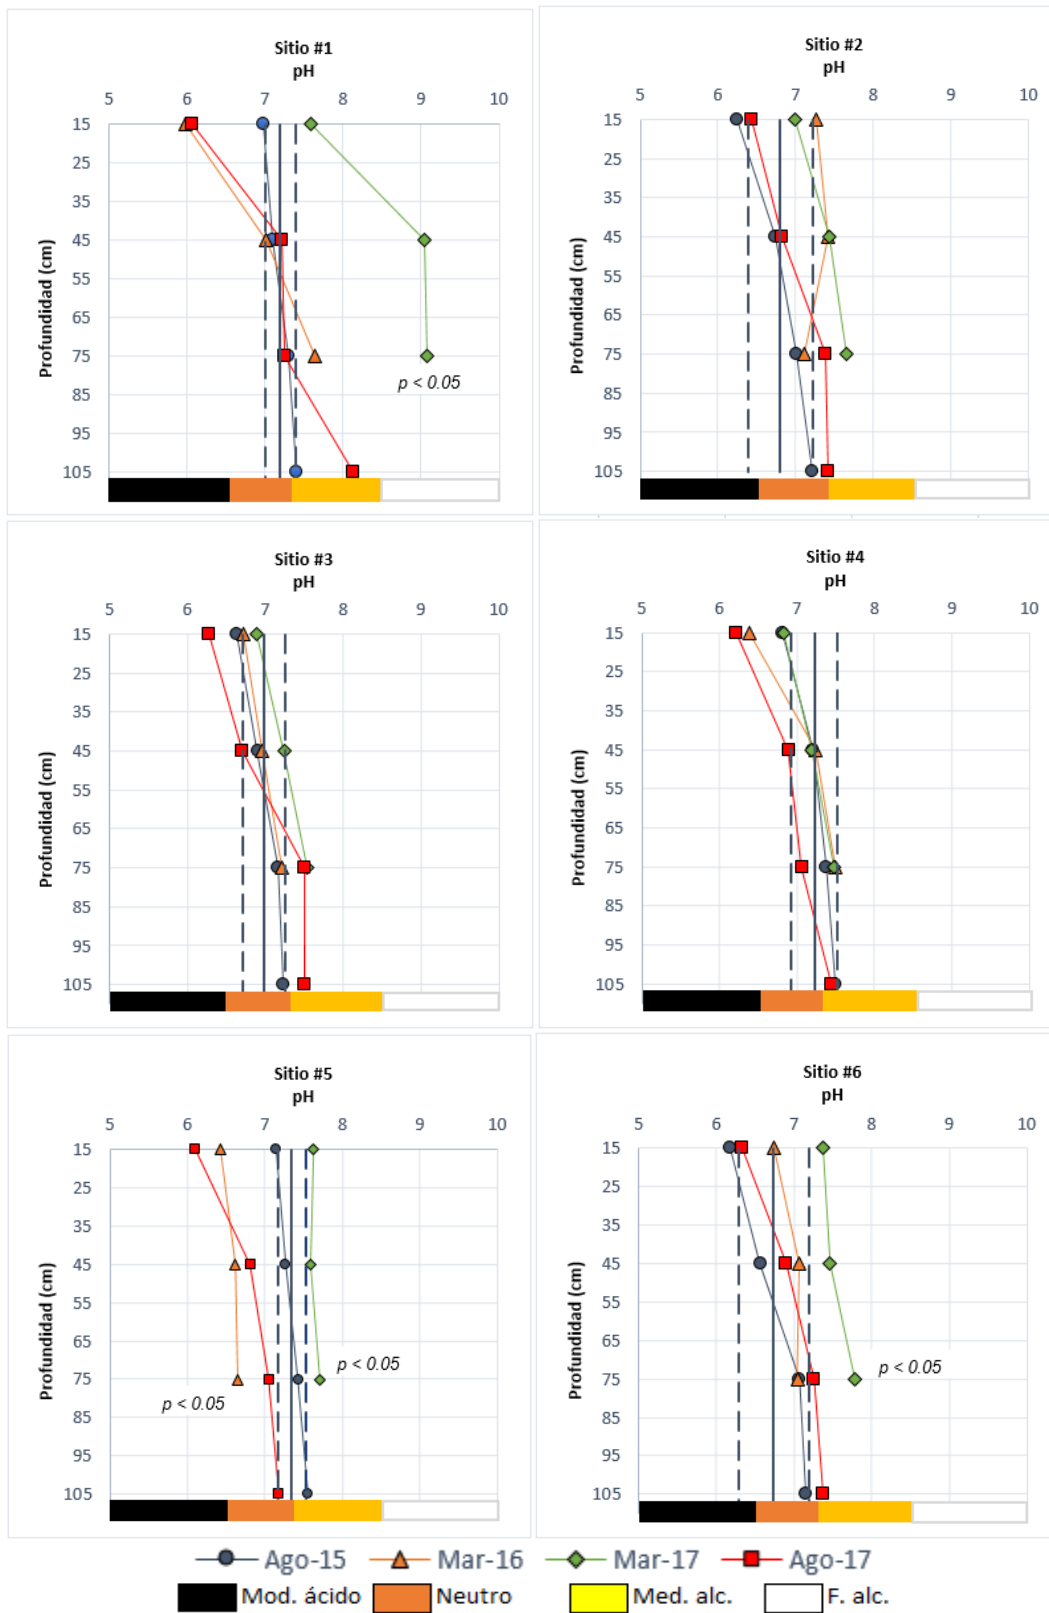 Sitio #1
pH
5 6 7 8 9 10
15
25
35
45
55
65
75
85
95
105
Profundidad (cm)
p < 0.05
Sitio #2
pH
5 6 7 8 9 10
15
25
35
45
55
65
75
85
95
105
Profundidad (cm)
Sitio #3
pH
5 6 7 8 9 10
15
25
35
45
55
65
75
85
95
105
Profundidad (cm)
Sitio #4
pH
5 6 7 8 9 10
15
25
35
45
55
65
75
85
95
105
Profundidad (cm)
Sitio #5
pH
5 6 7 8 9 10
15
25
35
45
55
65
75
85
95
105
Profundidad (cm)
p < 0.05
p < 0.05
Sitio #6
pH
5 6 7 8 9 10
15
25
35
45
55
65
75
85
95
105
Profundidad (cm)
p < 0.05
Ago-15 Mar-16 Mar-17 Ago-17
Mod. ácido Neutro Med. alc. F. alc.